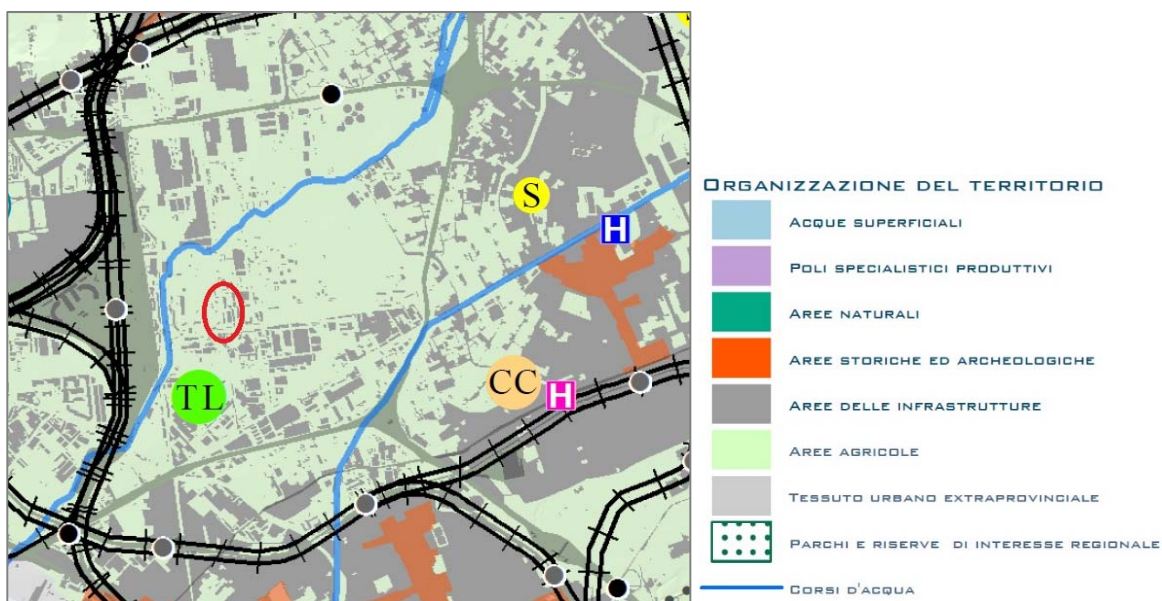 S
H
TL
CC
H
ORGANIZZAZIONE DEL TERRITORIO
ACQUE SUPERFICIALI
POLI SPECIALISTICI PRODUTTIVI
AREE NATURALI
AREE STORICHE ED ARCHEOLOGICHE
AREE DELLE INFRASTRUTTURE
AREE AGRICOLE
TESSUTO URBANO EXTRAPROVINCIALE
PARCHI E RISERVE DI INTERESSE REGIONALE
CORSI D'ACQUA